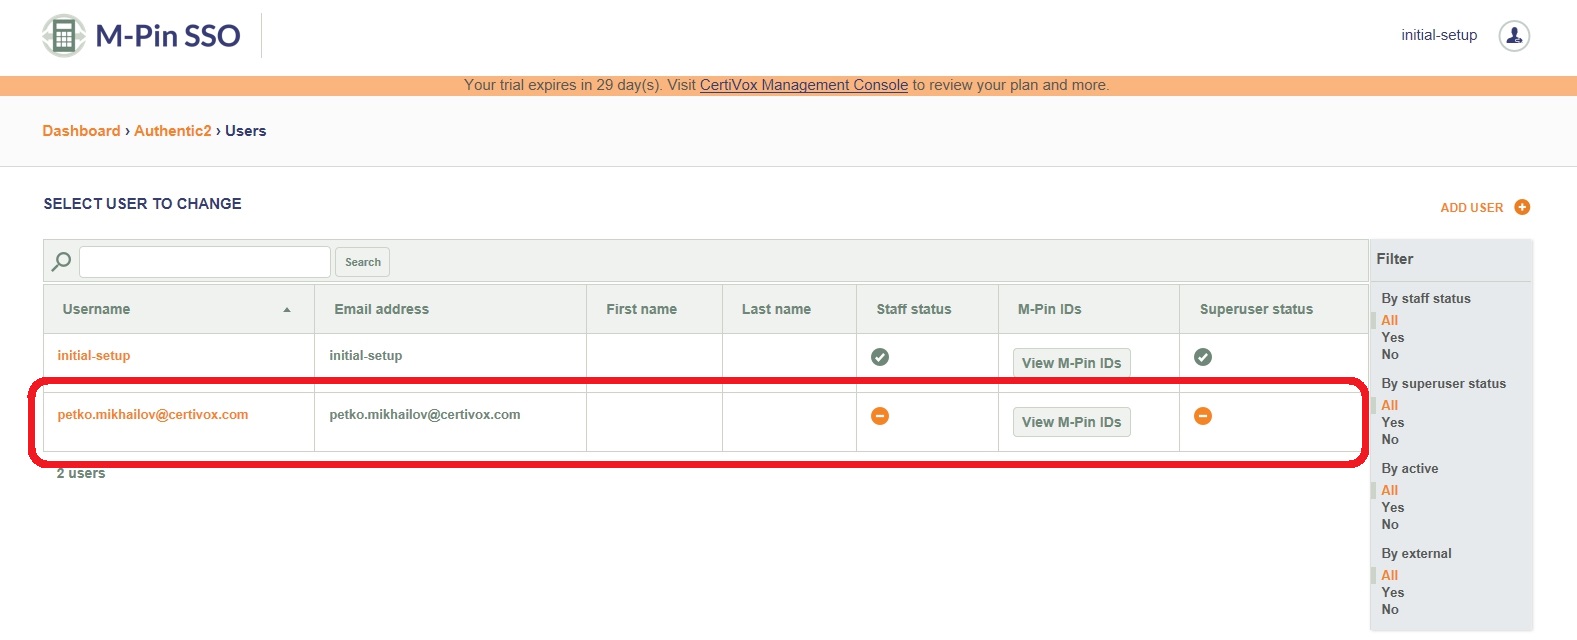 M-Pin SSO
initial-setup
Your trial expires in 29 day(s). Visit CertiVox Management Console to review your plan and more.
Dashboard › Authentic2 › Users
SELECT USER TO CHANGE
ADD USER
Search
Username Email address First name Last name Staff status M-Pin IDs Superuser status
initial-setup initial-setup View M-Pin IDs
petko.mikhailov@certivox.com petko.mikhailov@certivox.com View M-Pin IDs
2 users
Filter
By staff status
All
Yes
No
By superuser status
All
Yes
No
By active
All
Yes
No
By external
All
Yes
No